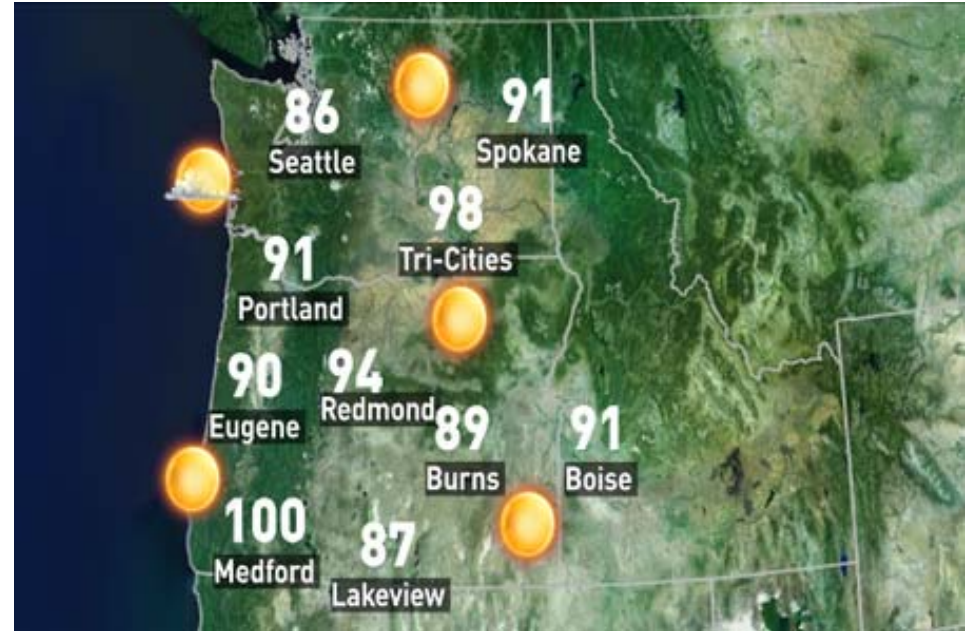 86
Seattle
91
Spokane
98
Tri-Cities
91
Portland
90
Eugene
94
Redmond
89
Burns
91
Boise
100
Medford
87
Lakeview